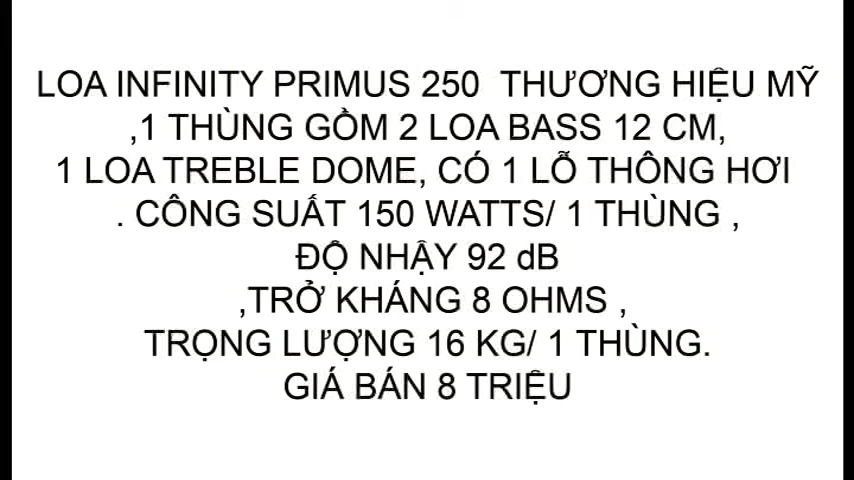 LOA INFINITY PRIMUS 250 THƯƠNG HIỆU MỸ
,1 THÙNG GỒM 2 LOA BASS 12 CM,
1 LOA TREBLE DOME, CÓ 1 LỖ THÔNG HƠI
. CÔNG SUẤT 150 WATTS/ 1 THÙNG ,
ĐỘ NHẬY 92 dB
,TRỞ KHÁNG 8 OHMS ,
TRỌNG LƯỢNG 16 KG/ 1 THÙNG.
GIÁ BÁN 8 TRIỆU